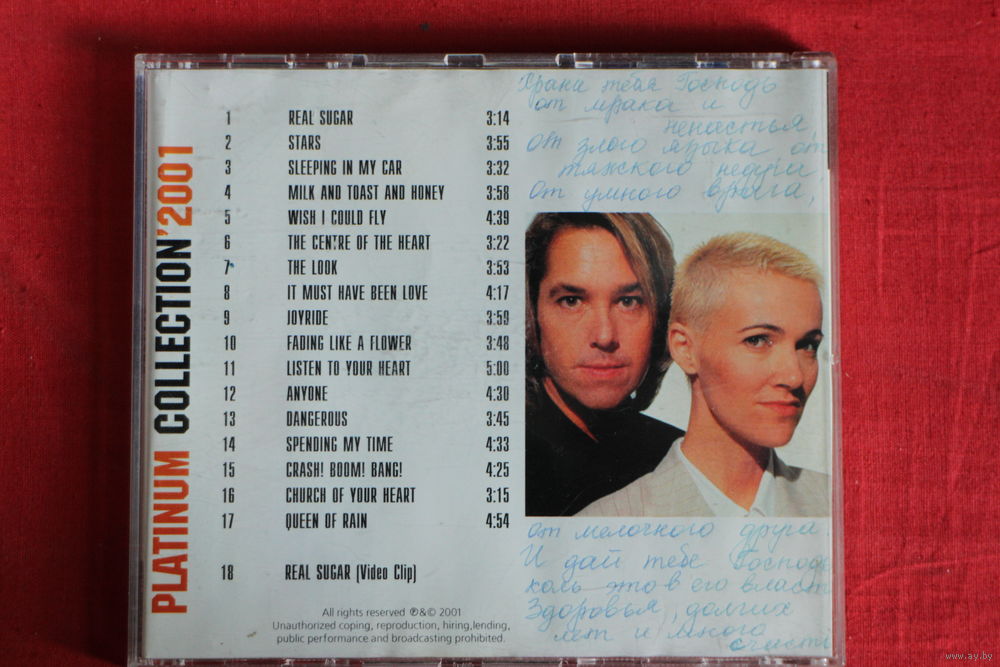 PLATINUM COLLECTION'2001
1 REAL SUGAR 3:14
2 STARS 3:55
3 SLEEPING IN MY CAR 3:32
4 MILK AND TOAST AND HONEY 3:58
5 WISH I COULD FLY 4:39
6 THE CENTRE OF THE HEART 3:22
7 THE LOOK 3:53
8 IT MUST HAVE BEEN LOVE 4:17
9 JOYRIDE 3:59
10 FADING LIKE A FLOWER 3:48
11 LISTEN TO YOUR HEART 5:00
12 ANYONE 4:30
13 DANGEROUS 3:45
14 SPENDING MY TIME 4:33
15 CRASH! BOOM! BANG! 4:25
16 CHURCH OF YOUR HEART 3:15
17 QUEEN OF RAIN 4:54
18 REAL SUGAR (Video Clip)
All rights reserved ℗&© 2001
Unauthorized coping, reproduction, hiring,lending,
public performance.and broadcasting prohibited.
Храни тебя Господь
от мрака и
ненастья,
от злого языка от
тяжского недуга
от умного врага,
от мелочного друга
И дай тебе Господь
коль это в его власти
Здоровья, долгих
лет и много
счастья
www.ay.by